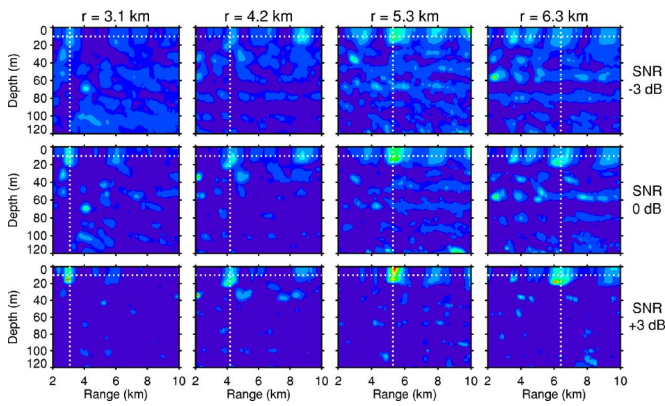 r = 3.1 km r = 4.2 km r = 5.3 km r = 6.3 km
0
20
40
60
80
100
120
Depth (m)
SNR
-3 dB
0
20
40
60
80
100
120
Depth (m)
SNR
0 dB
0
20
40
60
80
100
120
Depth (m)
SNR
+3 dB
2 4 6 8 10 2 4 6 8 10 2 4 6 8 10 2 4 6 8 10
Range (km) Range (km) Range (km) Range (km)